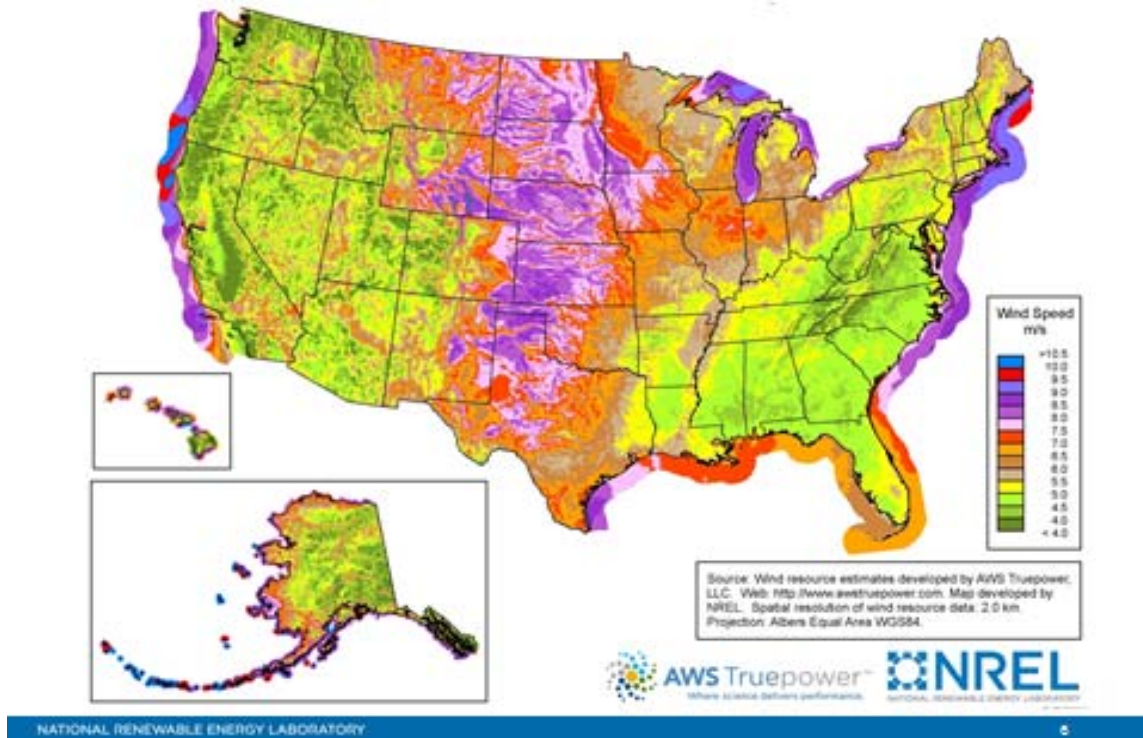 Wind Speed
m/s
>10.5
10.0
9.5
9.0
8.5
8.0
7.5
7.0
6.5
6.0
5.5
5.0
4.5
4.0
< 4.0
Source: Wind resource estimates developed by AWS Truepower,
LLC. Web: http://www.awstruepower.com. Map developed by
NREL. Spatial resolution of wind resource data: 2.0 km.
Projection: Albers Equal Area WGS84.
AWS Truepower™
Where science delivers performance.
NREL
NATIONAL RENEWABLE ENERGY LABORATORY
NATIONAL RENEWABLE ENERGY LABORATORY